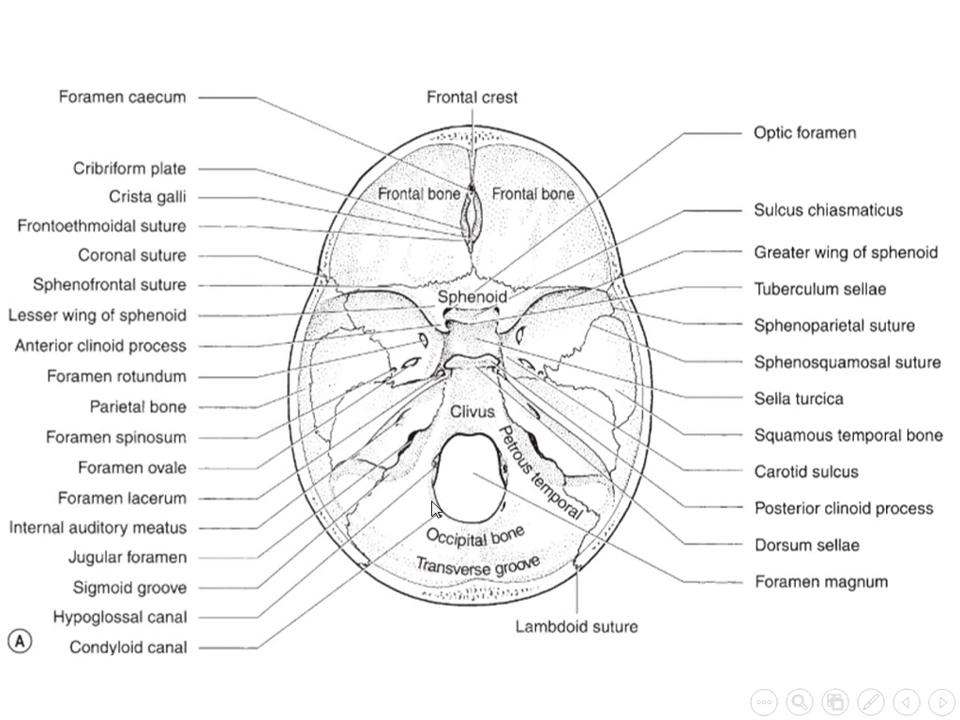 Foramen caecum
Frontal crest
Optic foramen
Cribriform plate
Crista galli
Frontoethmoidal suture
Coronal suture
Sphenofrontal suture
Lesser wing of sphenoid
Anterior clinoid process
Foramen rotundum
Parietal bone
Foramen spinosum
Foramen ovale
Foramen lacerum
Internal auditory meatus
Jugular foramen
Sigmoid groove
Hypoglossal canal
Condyloid canal
A
Frontal bone
Frontal bone
Sphenoid
Clivus
Petrous temporal
Occipital bone
Transverse groove
Lambdoid suture
Sulcus chiasmaticus
Greater wing of sphenoid
Tuberculum sellae
Sphenoparietal suture
Sphenosquamosal suture
Sella turcica
Squamous temporal bone
Carotid sulcus
Posterior clinoid process
Dorsum sellae
Foramen magnum